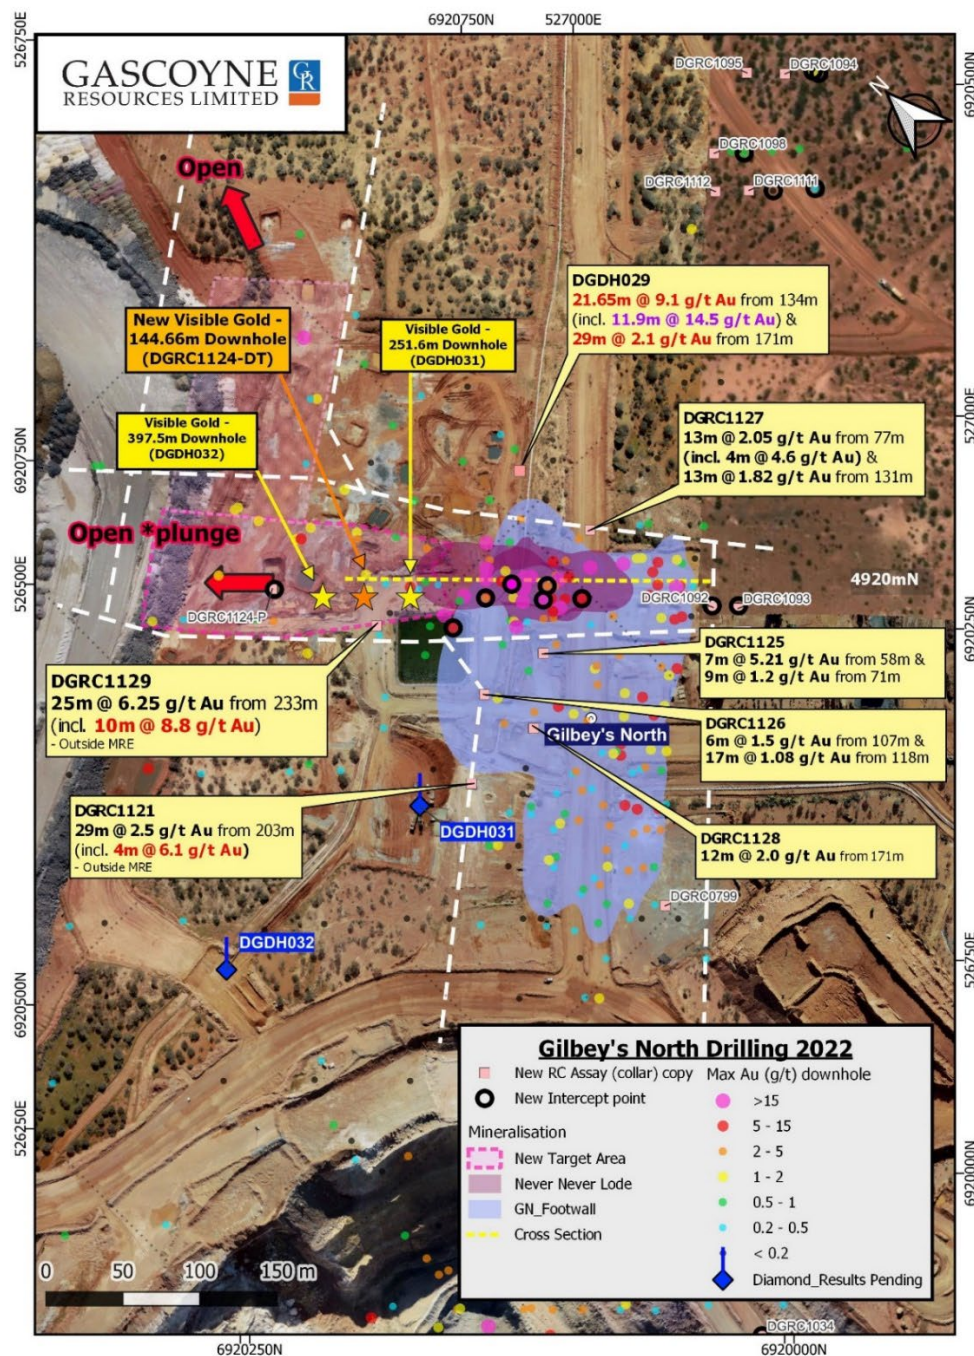 6920750N
527000E
526750E
GASCOYNE
RESOURCES LIMITED
GR
DGRC1095
DGRC1094
6920500N
N
DGRC1098
DGRC1112
DGRC1111
Open
DGDH029
21.65m @ 9.1 g/t Au from 134m
(incl. 11.9m @ 14.5 g/t Au) &
29m @ 2.1 g/t Au from 171m
New Visible Gold -
144.66m Downhole
(DGRC1124-DT)
Visible Gold -
251.6m Downhole
(DGDH031)
Visible Gold -
397.5m Downhole
(DGDH032)
DGRC1127
13m @ 2.05 g/t Au from 77m
(incl. 4m @ 4.6 g/t Au) &
13m @ 1.82 g/t Au from 131m
527000E
6920750N
Open *plunge
4920mN
526500E
DGRC1124-P
DGRC1092
DGRC1093
6920250N
DGRC1125
7m @ 5.21 g/t Au from 58m &
9m @ 1.2 g/t Au from 71m
DGRC1129
25m @ 6.25 g/t Au from 233m
(incl. 10m @ 8.8 g/t Au)
- Outside MRE
DGRC1126
6m @ 1.5 g/t Au from 107m &
17m @ 1.08 g/t Au from 118m
Gilbey's North
DGRC1121
29m @ 2.5 g/t Au from 203m
(incl. 4m @ 6.1 g/t Au)
- Outside MRE
DGDH031
DGRC1128
12m @ 2.0 g/t Au from 171m
DGRC0799
DGDH032
526750E
6920500N
Gilbey's North Drilling 2022
New RC Assay (collar) copy
New Intercept point
Mineralisation
New Target Area
Never Never Lode
GN_Footwall
Cross Section
Max Au (g/t) downhole
>15
5 - 15
2 - 5
1 - 2
0.5 - 1
0.2 - 0.5
< 0.2
Diamond_Results Pending
526250E
6920000N
0 50 100 150 m
DGRC1034
6920250N
6920000N